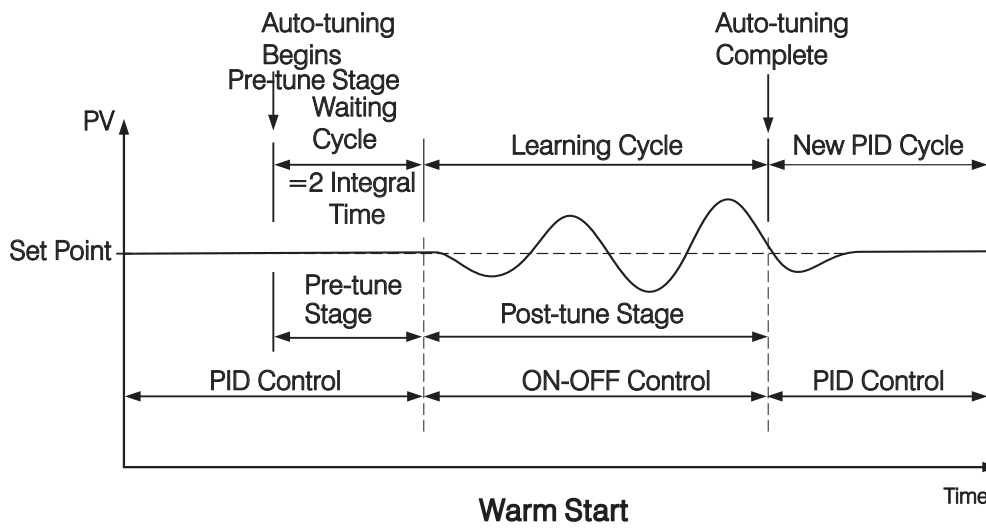 Auto-tuning
Begins
Pre-tune Stage
Auto-tuning
Complete
PV
Waiting
Cycle
Learning Cycle
New PID Cycle
=2 Integral
Time
Set Point
Pre-tune
Stage
Post-tune Stage
PID Control
ON-OFF Control
PID Control
Time
Warm Start